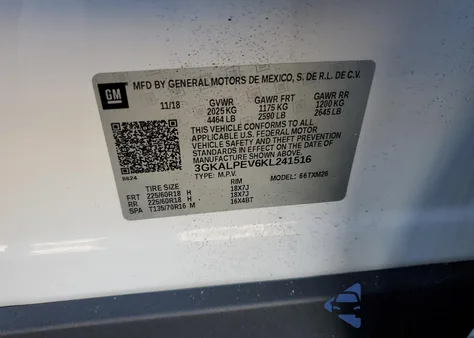 GM
MFD BY GENERAL MOTORS DE MEXICO, S. DE R.L. DE C.V.
11/18 GVWR GAWR FRT GAWR RR
2025 KG 1175 KG 1200 KG
4464 LB 2590 LB 2645 LB
THIS VEHICLE CONFORMS TO ALL
APPLICABLE U.S. FEDERAL MOTOR
VEHICLE SAFETY AND BUMPER
STANDARDS IN EFFECT ON THE DATE
OF MANUFACTURE SHOWN ABOVE.
3GKALPEV6KL241516
TYPE: M.P.V. MODEL: 66TXM26
TIRE SIZE RIM
FRT 225/60R18 H 18X7J
RR 225/60R18 H 18X7J
SPA T135/70R16 M 16X4BT